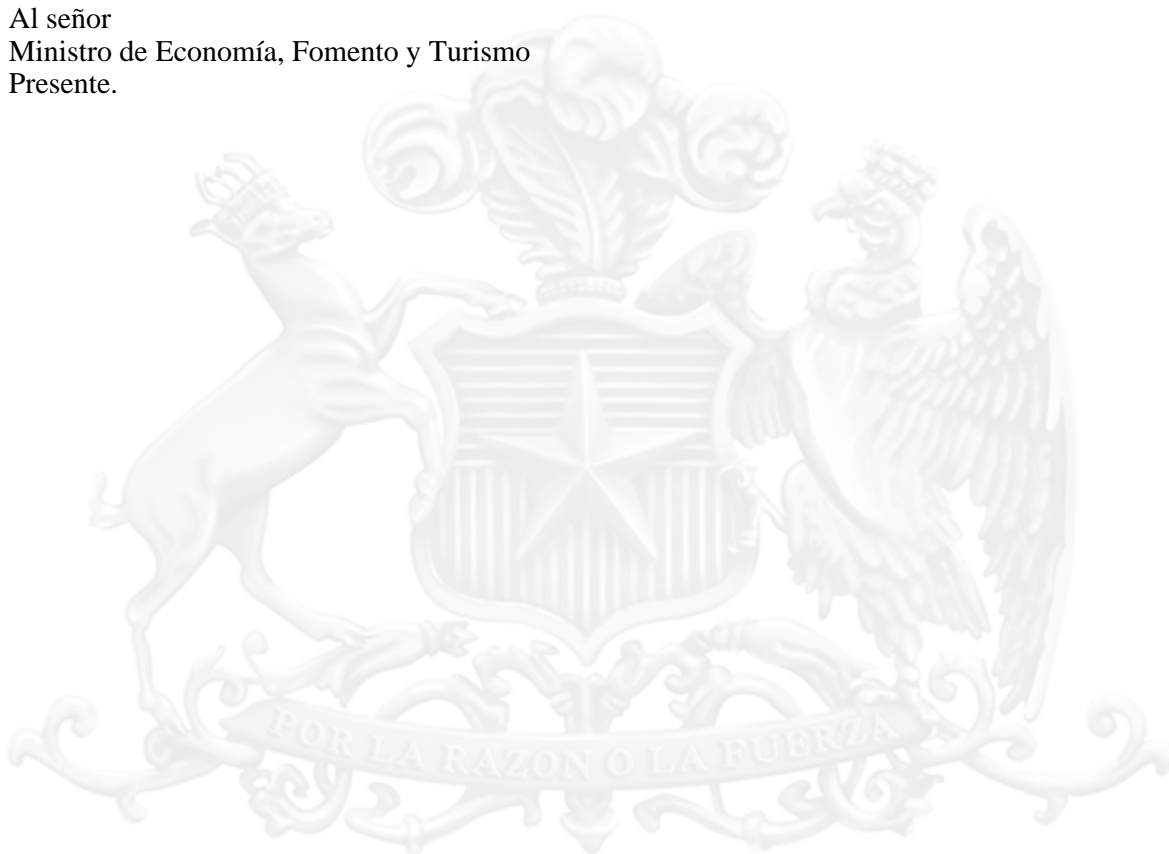 Al señor
Ministro de Economía, Fomento y Turismo
Presente.
POR LA RAZON O LA FUERZA